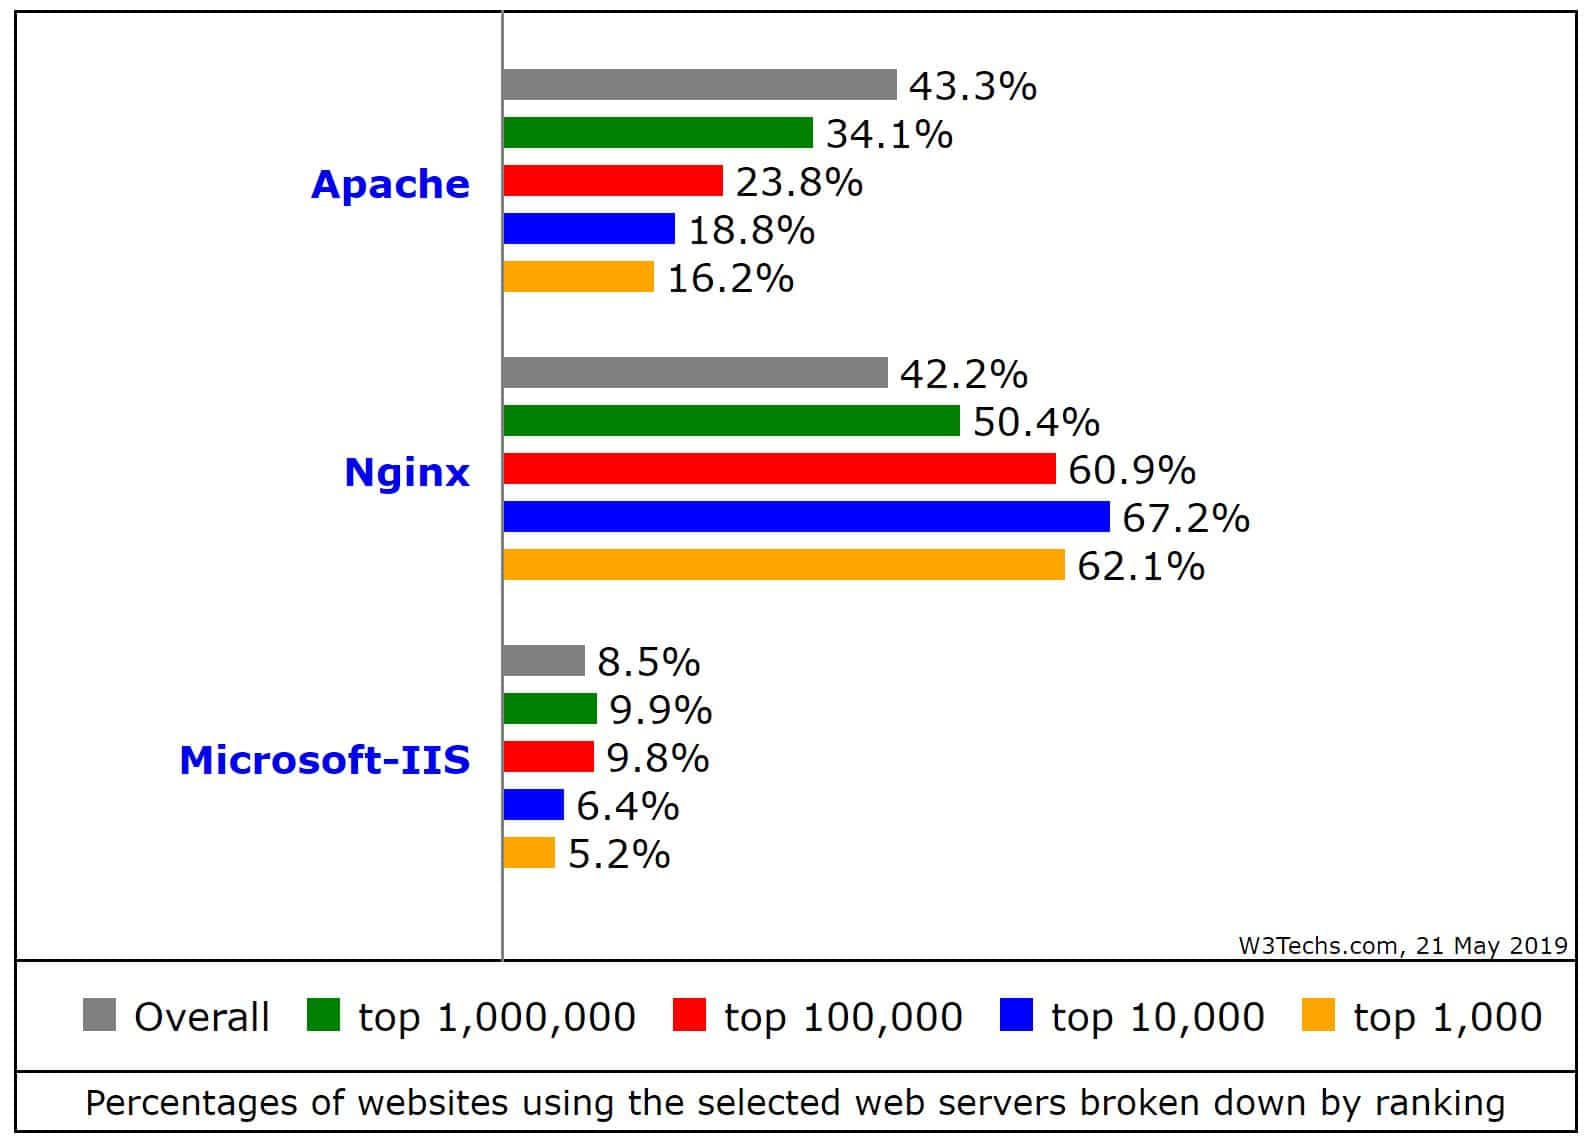 43.3%
34.1%
Apache 23.8%
18.8%
16.2%
42.2%
50.4%
Nginx 60.9%
67.2%
62.1%
8.5%
9.9%
Microsoft-IIS 9.8%
6.4%
5.2%
W3Techs.com, 21 May 2019
Overall top 1,000,000 top 100,000 top 10,000 top 1,000
Percentages of websites using the selected web servers broken down by ranking